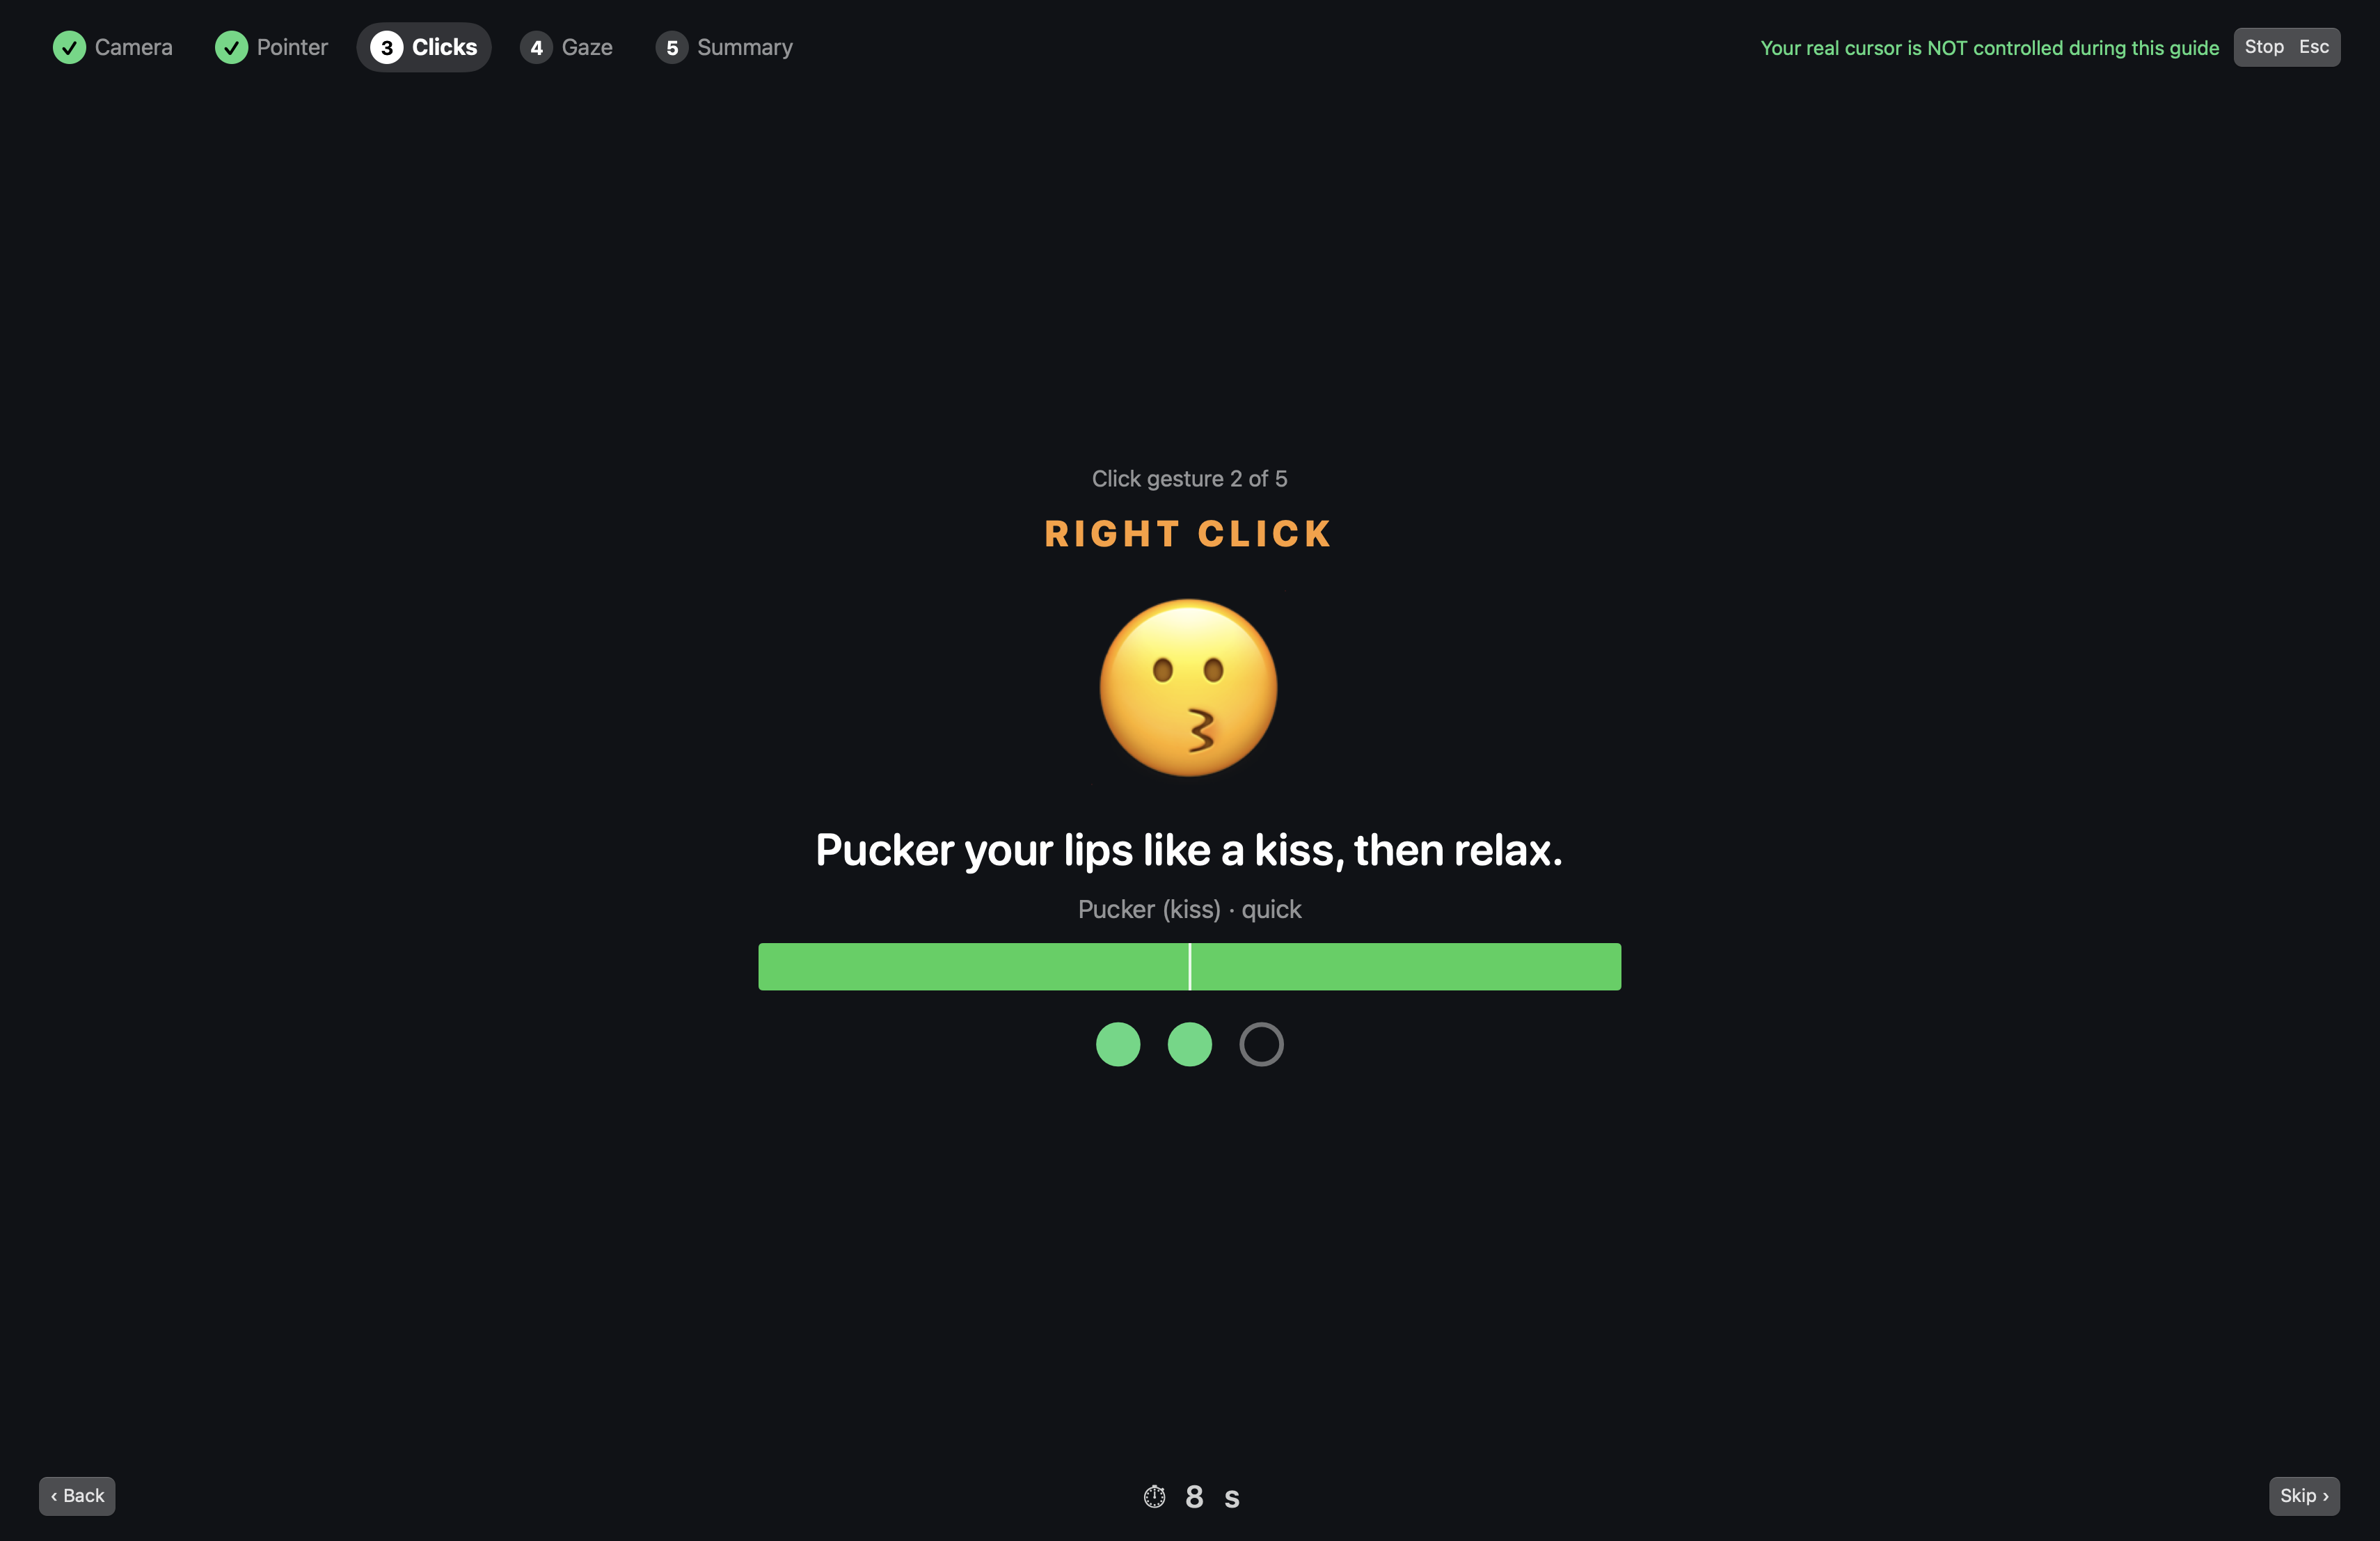 Camera
Pointer
3 Clicks
4 Gaze
5 Summary
Your real cursor is NOT controlled during this guide
Stop Esc
Click gesture 2 of 5
RIGHT CLICK
Pucker your lips like a kiss, then relax.
Pucker (kiss) · quick
‹ Back
⏱ 8 s
Skip ›